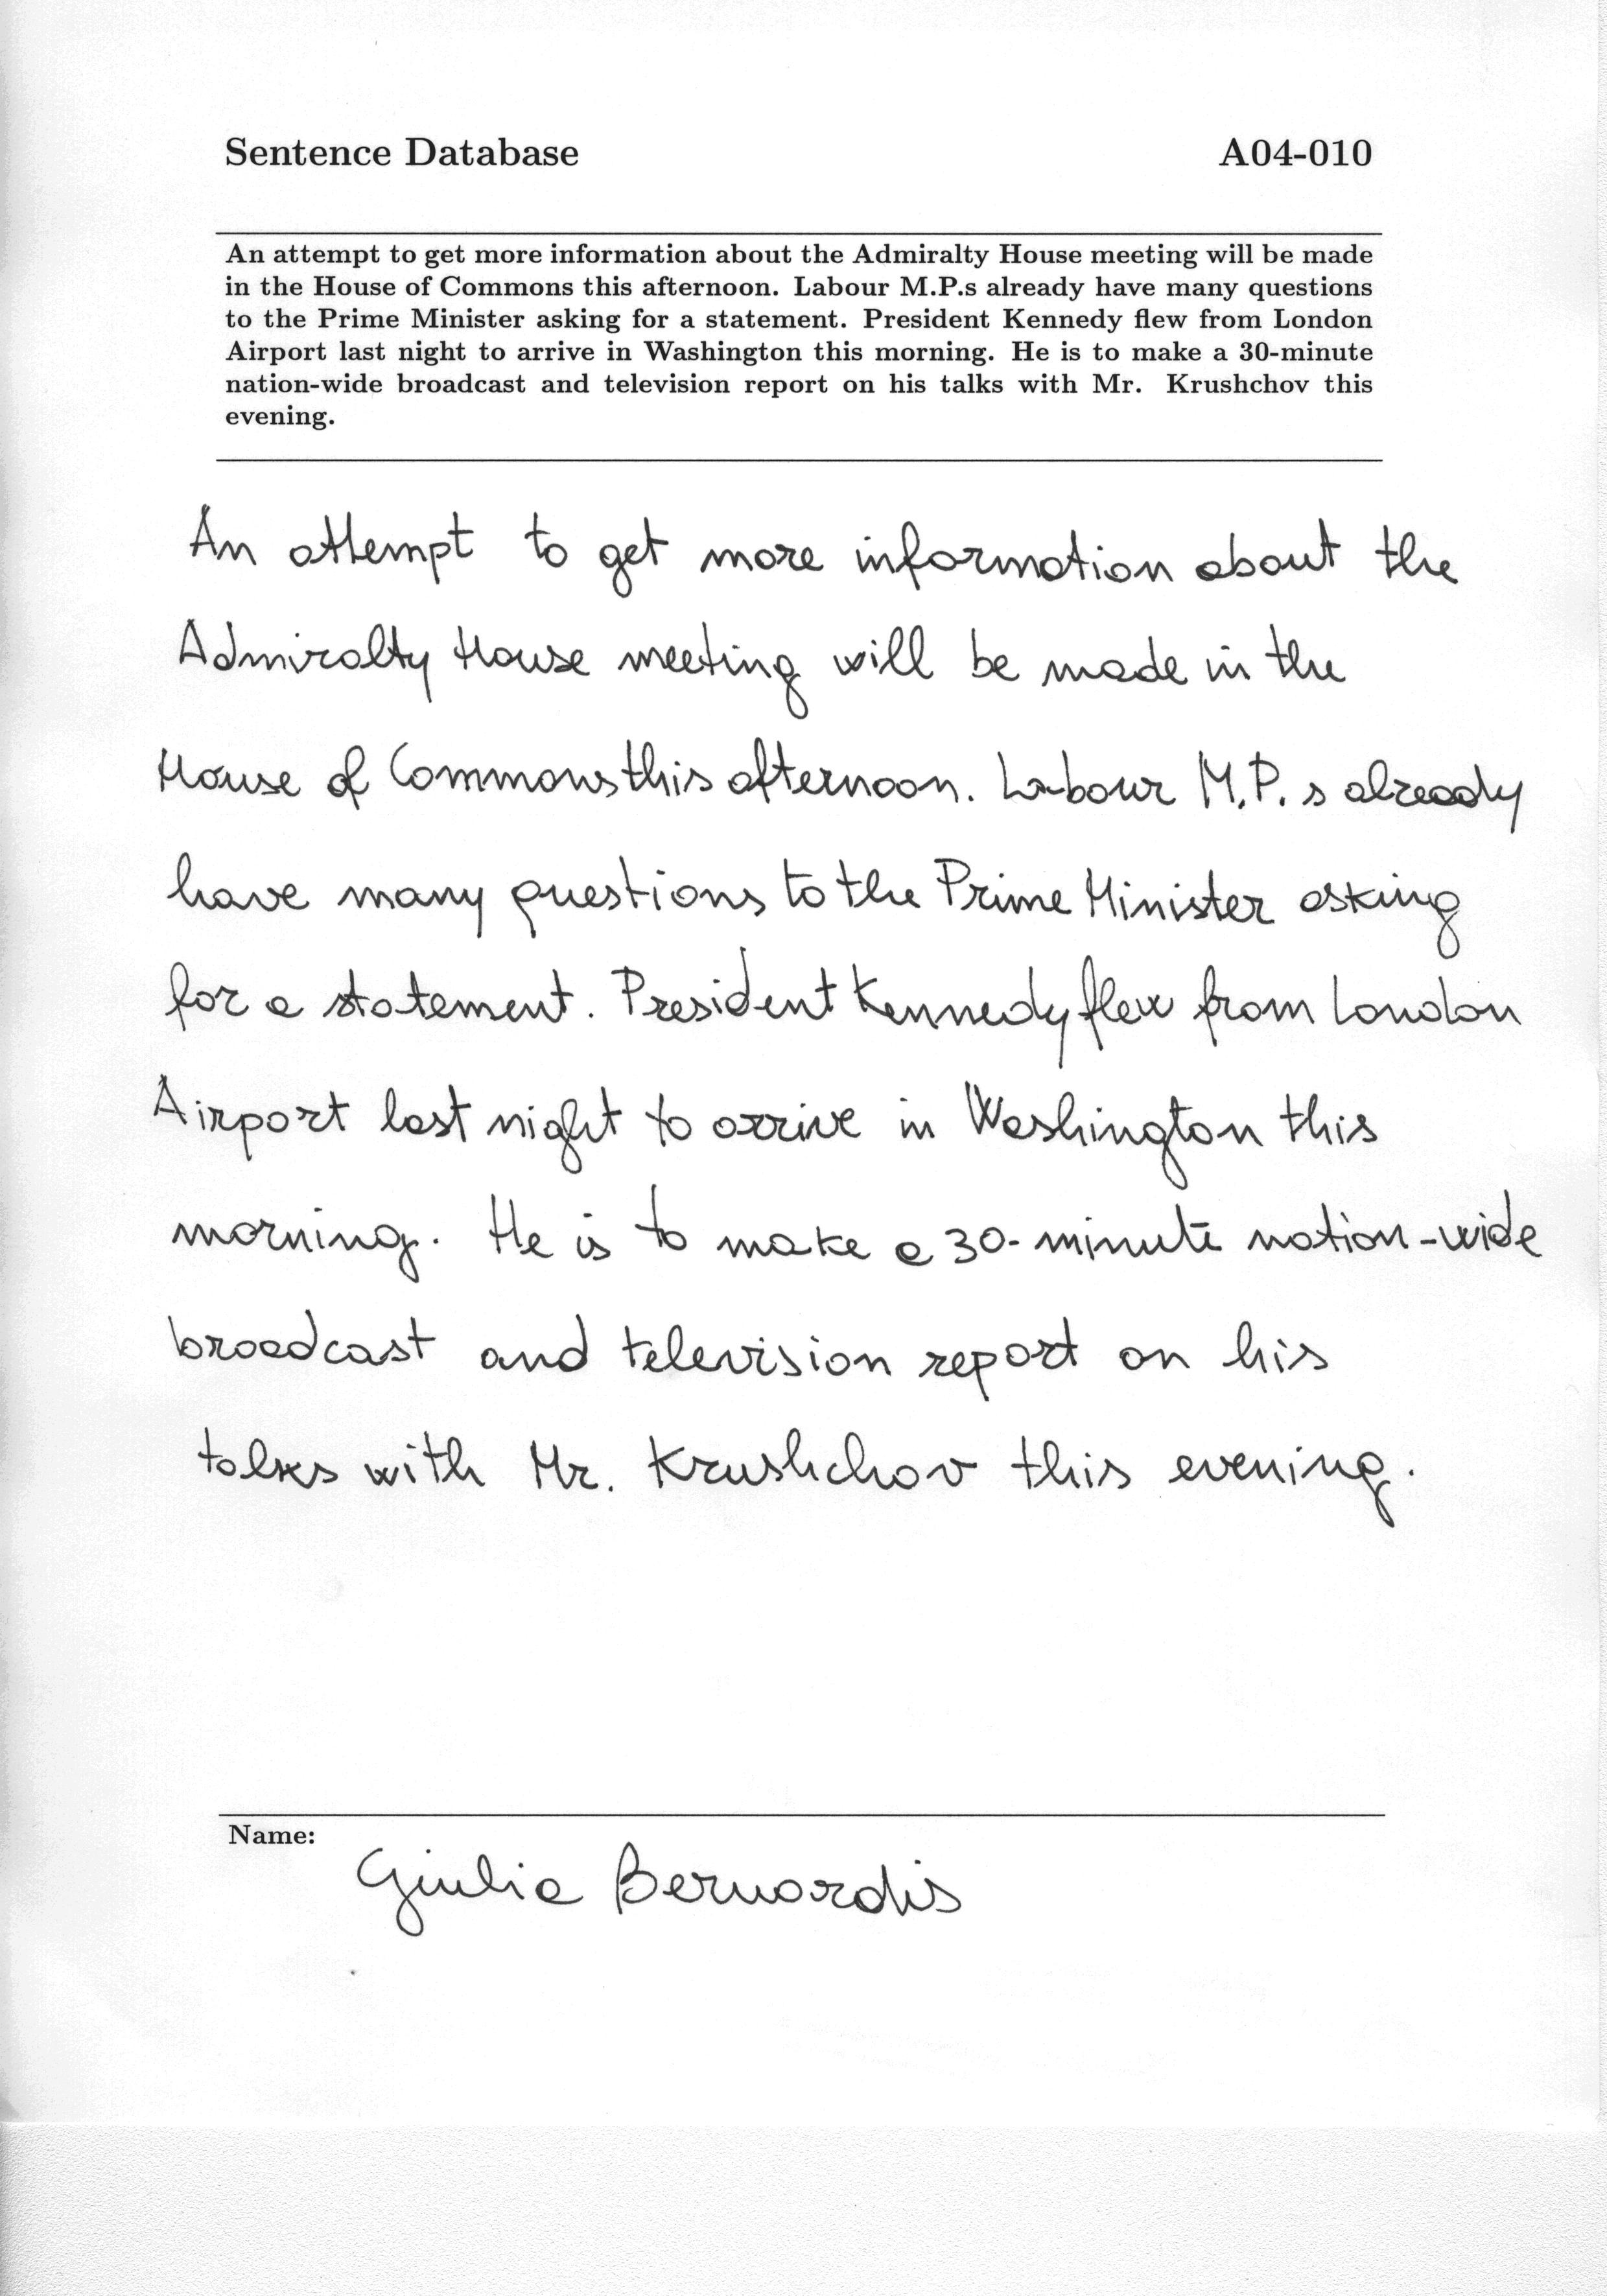 Sentence Database A04-010
An attempt to get more information about the Admiralty House meeting will be made
in the House of Commons this afternoon. Labour M.P.s already have many questions
to the Prime Minister asking for a statement. President Kennedy flew from London
Airport last night to arrive in Washington this morning. He is to make a 30-minute
nation-wide broadcast and television report on his talks with Mr. Krushchov this
evening.
An attempt to get more information about the
Admiralty House meeting will be made in the
House of Commons this afternoon. Labour M.P.s already
have many questions to the Prime Minister asking
for a statement. President Kennedy flew from London
Airport last night to arrive in Washington this
morning. He is to make a 30-minute nation-wide
broadcast and television report on his
talks with Mr. Krushchov this evening.
Name:
Giulia Bernardis